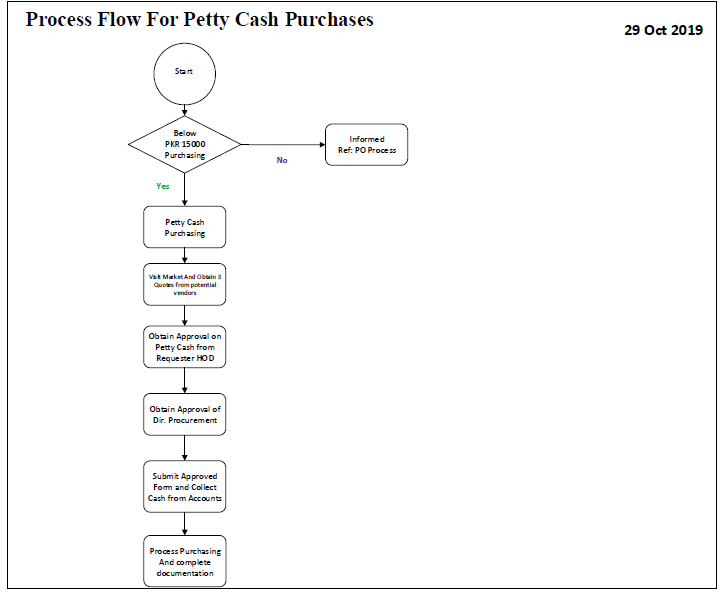 Process Flow For Petty Cash Purchases
29 Oct 2019
Start
Below
PKR 15000
Purchasing
No
Informed
Ref: PO Process
Yes
Petty Cash
Purchasing
Visit Market And Obtain 3
Quotes from potential
vendors
Obtain Approval on
Petty Cash from
Requester HOD
Obtain Approval of
Dir. Procurement
Submit Approved
Form and Collect
Cash from Accounts
Process Purchasing
And complete
documentation